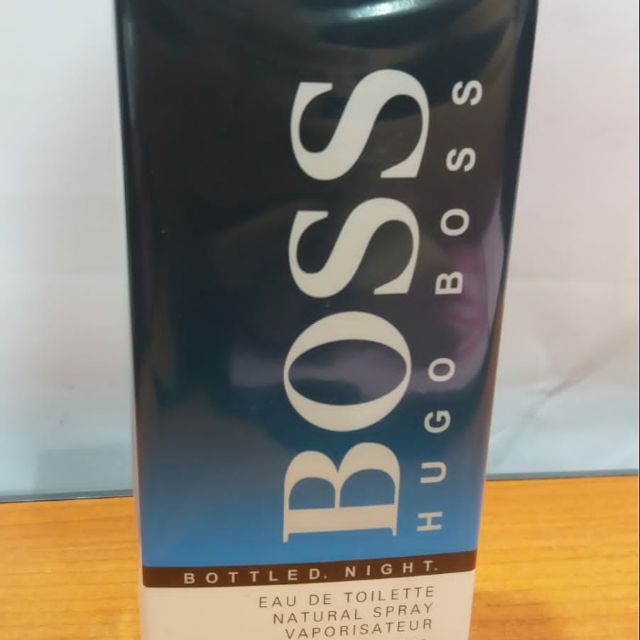 BOSS
HUGO BOSS
BOTTLED. NIGHT.
EAU DE TOILETTE
NATURAL SPRAY
VAPORISATEUR